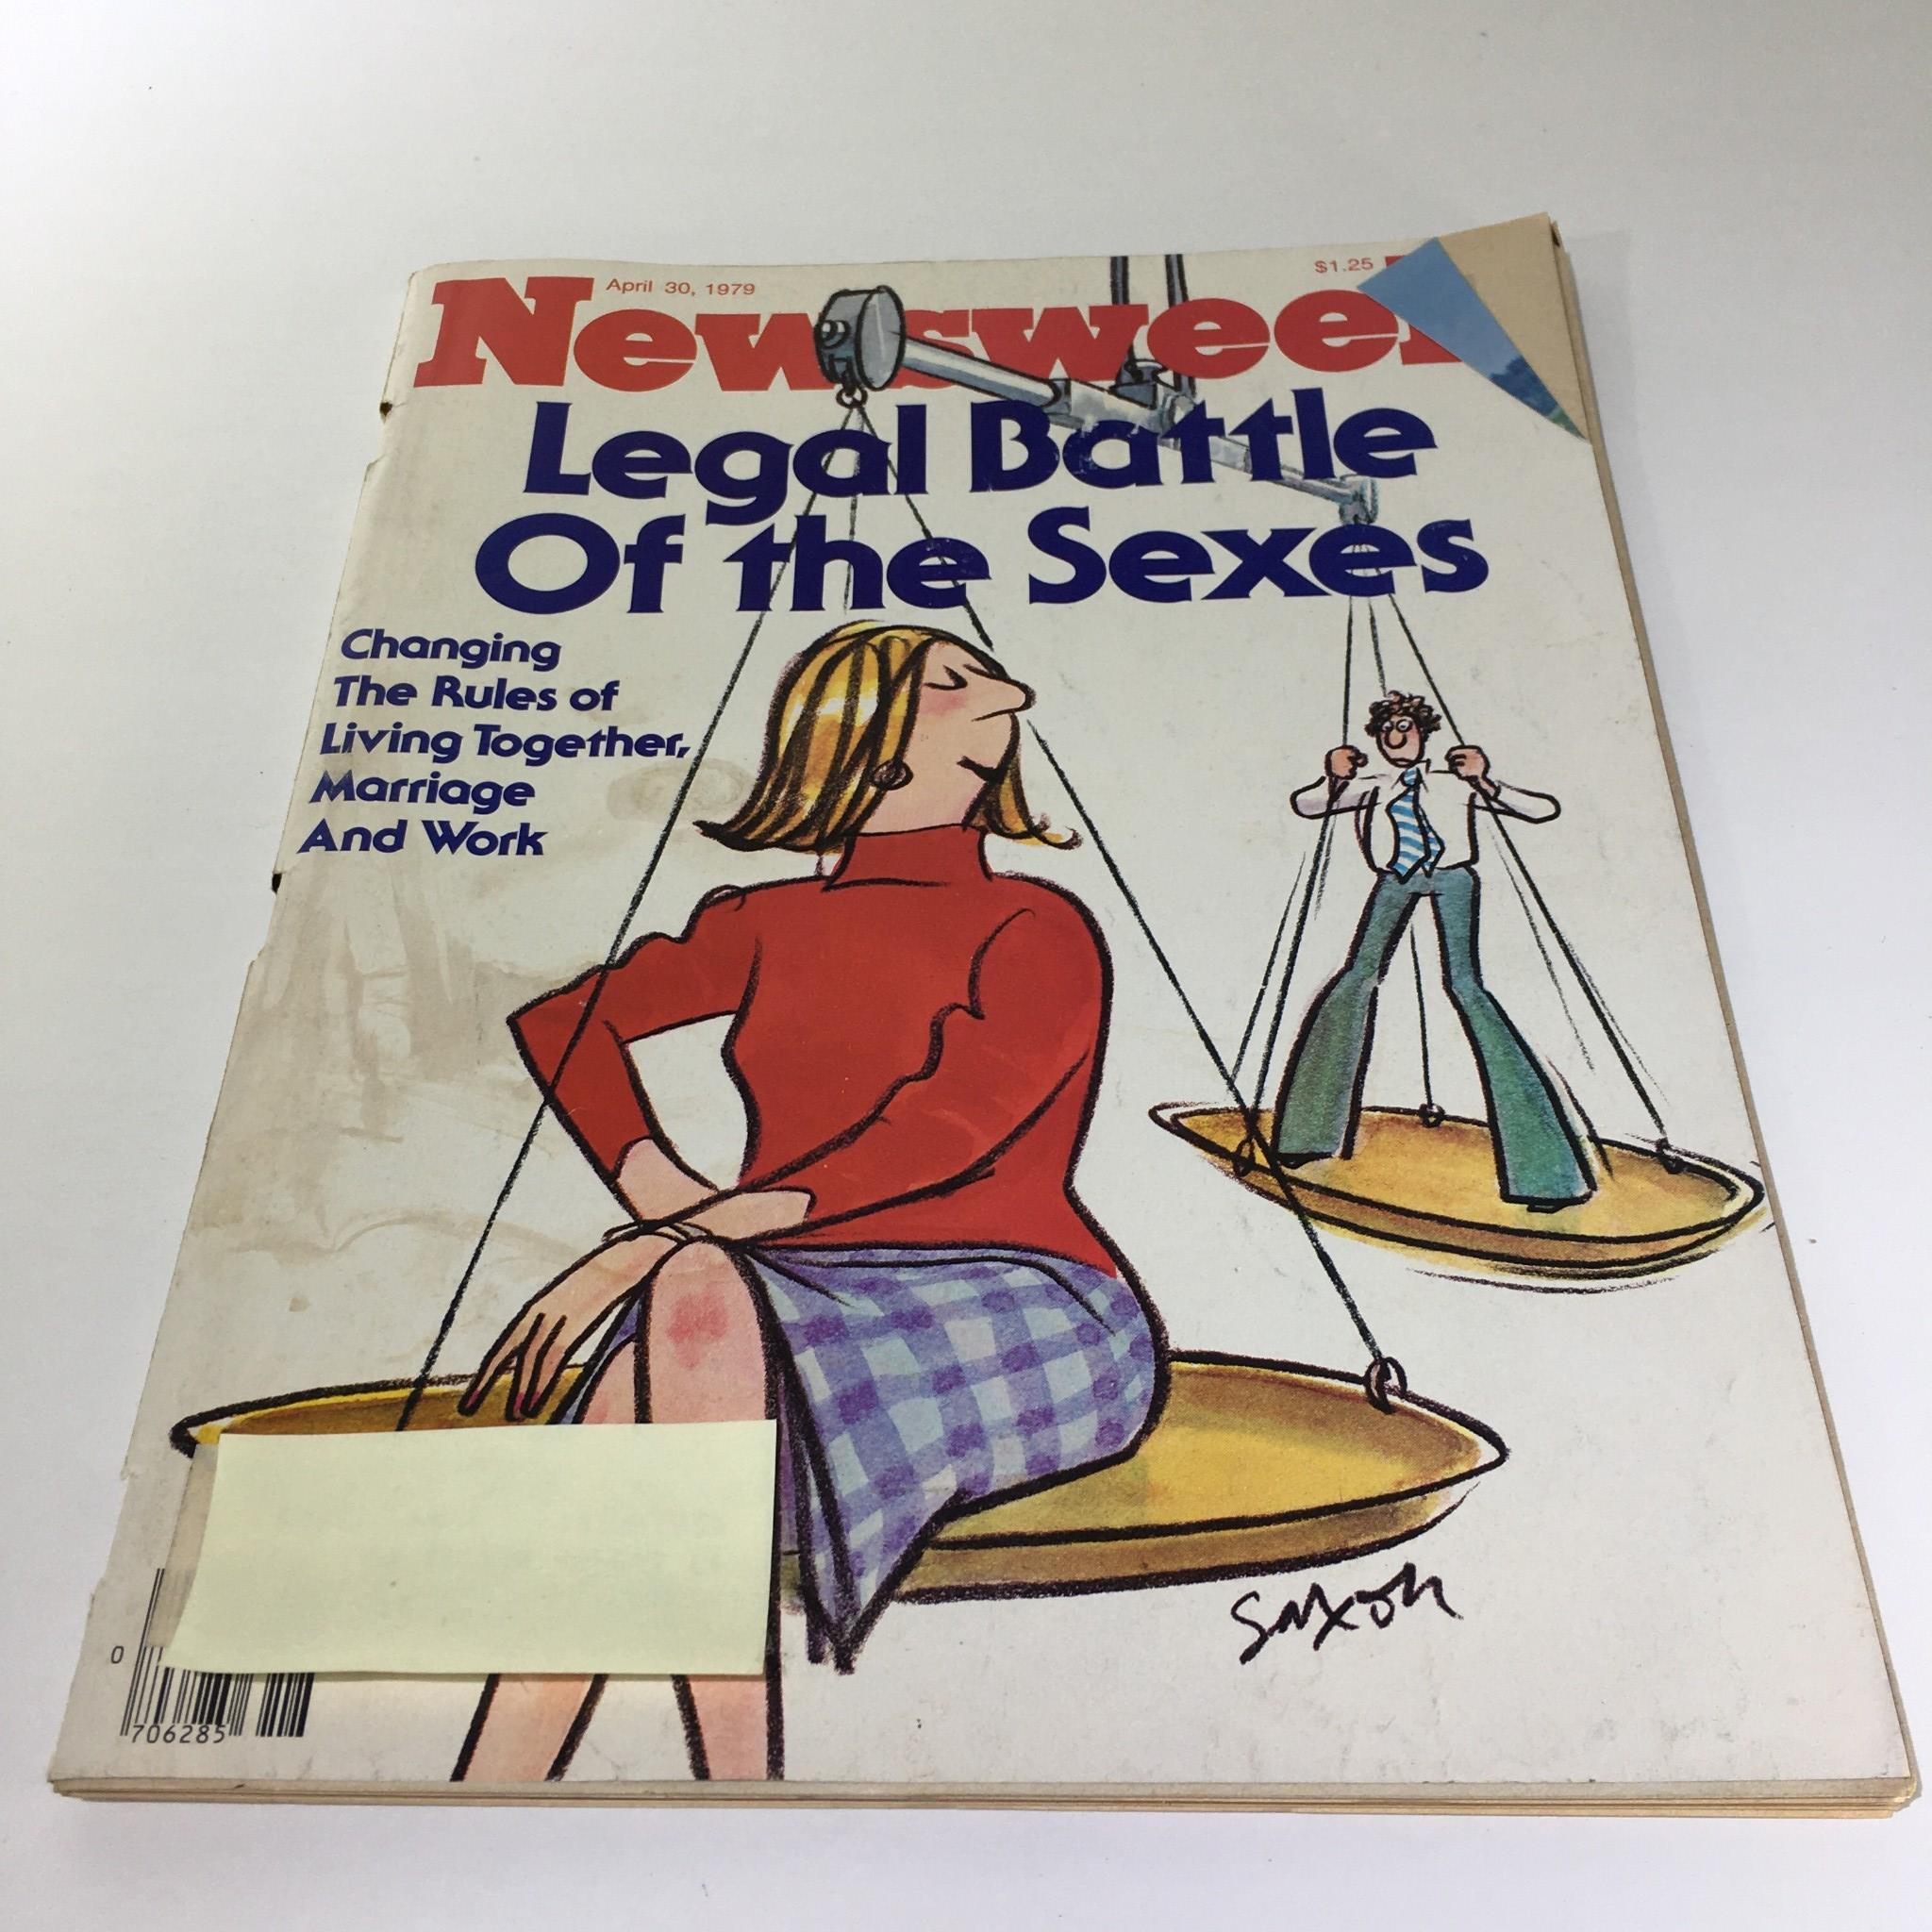 April 30, 1979
$1.25
Newsweek
Legal Battle
Of the Sexes
Changing
The Rules of
Living Together,
Marriage
And Work
Saxon
0
706285